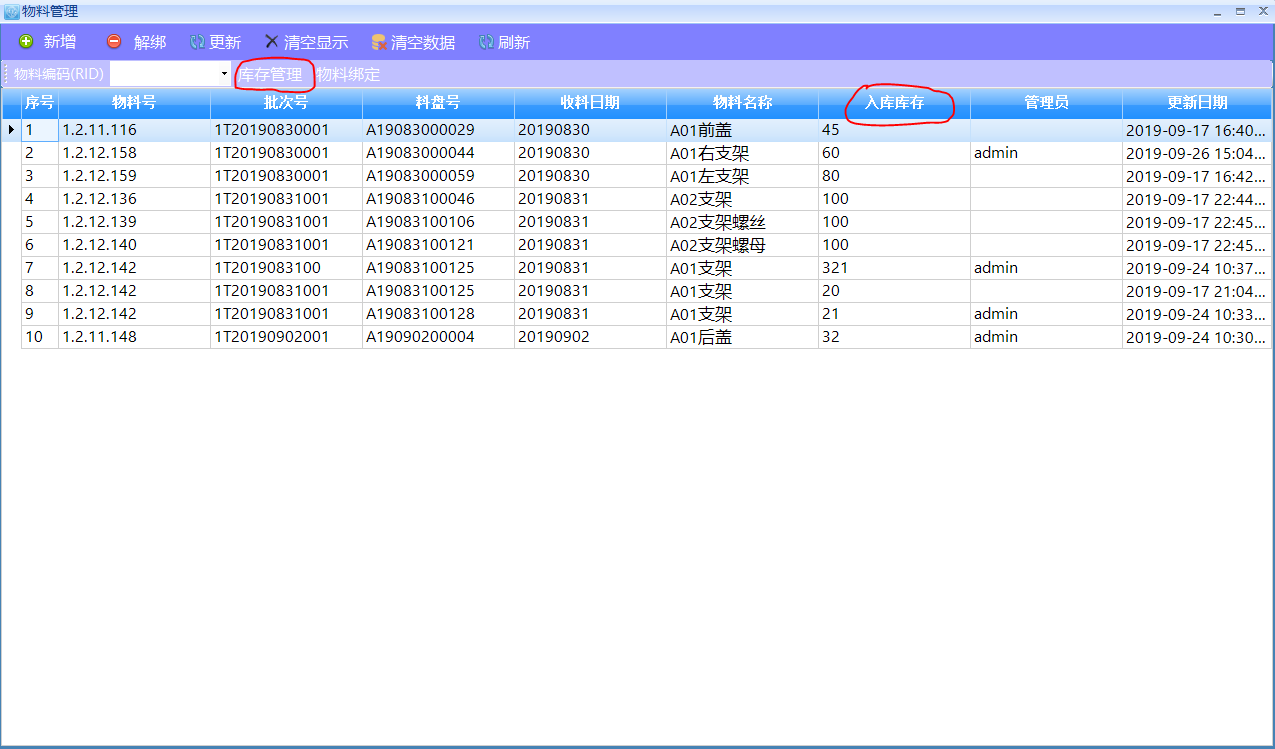 物料管理
新增 解绑 更新 清空显示 清空数据 刷新
物料编码(RID) 库存管理 物料绑定
序号 物料号 批次号 料盘号 收料日期 物料名称 入库库存 管理员 更新日期
1 1.2.11.116 1T20190830001 A19083000029 20190830 A01前盖 45 2019-09-17 16:40...
2 1.2.12.158 1T20190830001 A19083000044 20190830 A01右支架 60 admin 2019-09-26 15:04...
3 1.2.12.159 1T20190830001 A19083000059 20190830 A01左支架 80 2019-09-17 16:42...
4 1.2.12.136 1T20190831001 A19083100046 20190831 A02支架 100 2019-09-17 22:44...
5 1.2.12.139 1T20190831001 A19083100106 20190831 A02支架螺丝 100 2019-09-17 22:45...
6 1.2.12.140 1T20190831001 A19083100121 20190831 A02支架螺母 100 2019-09-17 22:45...
7 1.2.12.142 1T2019083100 A19083100125 20190831 A01支架 321 admin 2019-09-24 10:37...
8 1.2.12.142 1T20190831001 A19083100125 20190831 A01支架 20 2019-09-17 21:04...
9 1.2.12.142 1T20190831001 A19083100128 20190831 A01支架 21 admin 2019-09-24 10:33...
10 1.2.11.148 1T20190902001 A19090200004 20190902 A01后盖 32 admin 2019-09-24 10:30...